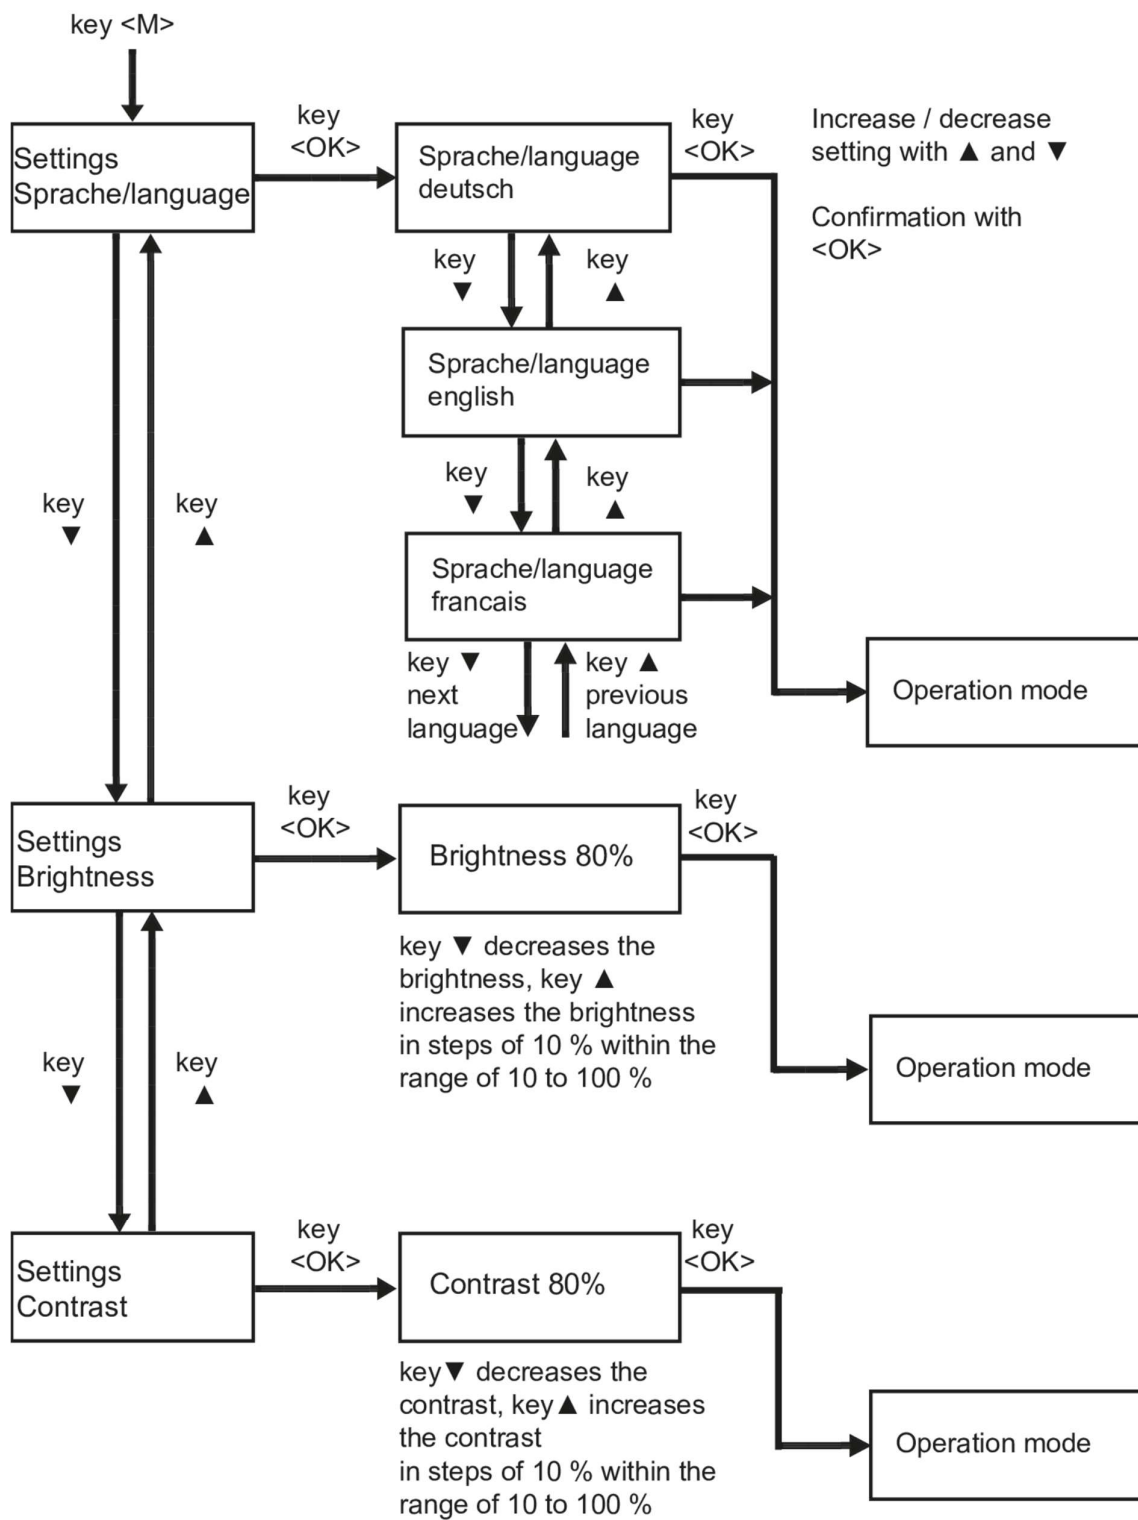 key <M>
Settings
Sprache/language
key
<OK>
Sprache/language
deutsch
key
<OK>
Increase / decrease
setting with ▲ and ▼
Confirmation with
<OK>
key
▼
key
▲
Sprache/language
english
key
▼
key
▲
key
▼
key
▲
Sprache/language
francais
key ▼
next
language
key ▲
previous
language
Operation mode
Settings
Brightness
key
<OK>
Brightness 80%
key
<OK>
key ▼ decreases the
brightness, key ▲
increases the brightness
in steps of 10 % within the
range of 10 to 100 %
Operation mode
key
▼
key
▲
Settings
Contrast
key
<OK>
Contrast 80%
key
<OK>
key▼ decreases the
contrast, key▲ increases
the contrast
in steps of 10 % within the
range of 10 to 100 %
Operation mode